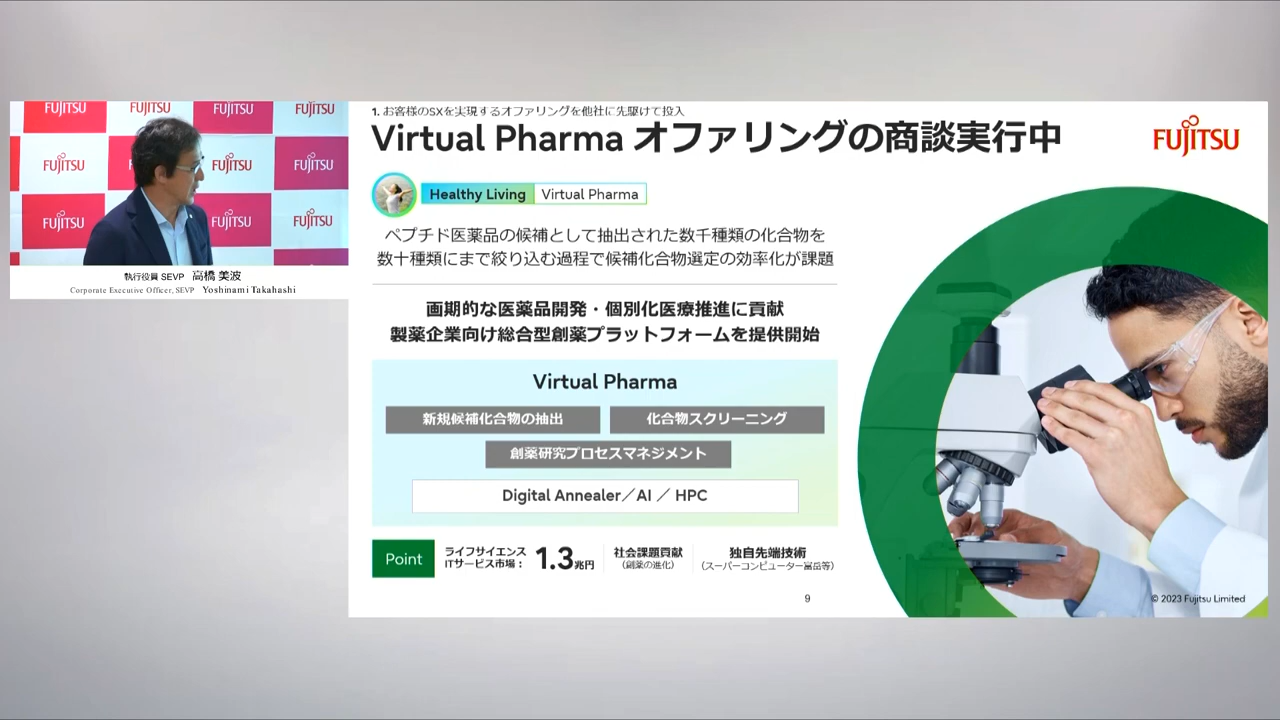 FUJITSU FUJITSU FUJITSU FUJITSU
FUJITSU FUJITSU FUJITSU
FUJITSU FUJITSU FUJITSU
執行役員 SEVP 高橋 美波
Corporate Executive Officer, SEVP Yoshinami Takahashi
1. お客様のSXを実現するオファリングを他社に先駆けて投入
Virtual Pharma オファリングの商談実行中
FUJITSU
Healthy Living Virtual Pharma
ペプチド医薬品の候補として抽出された数千種類の化合物を
数十種類にまで絞り込む過程で候補化合物選定の効率化が課題
画期的な医薬品開発・個別化医療推進に貢献
製薬企業向け総合型創薬プラットフォームを提供開始
Virtual Pharma
新規候補化合物の抽出 化合物スクリーニング
創薬研究プロセスマネジメント
Digital Annealer／AI ／ HPC
Point
ライフサイエンス
ITサービス市場： 1.3兆円
社会課題貢献
（創薬の進化）
独自先端技術
（スーパーコンピューター富岳等）
9
© 2023 Fujitsu Limited